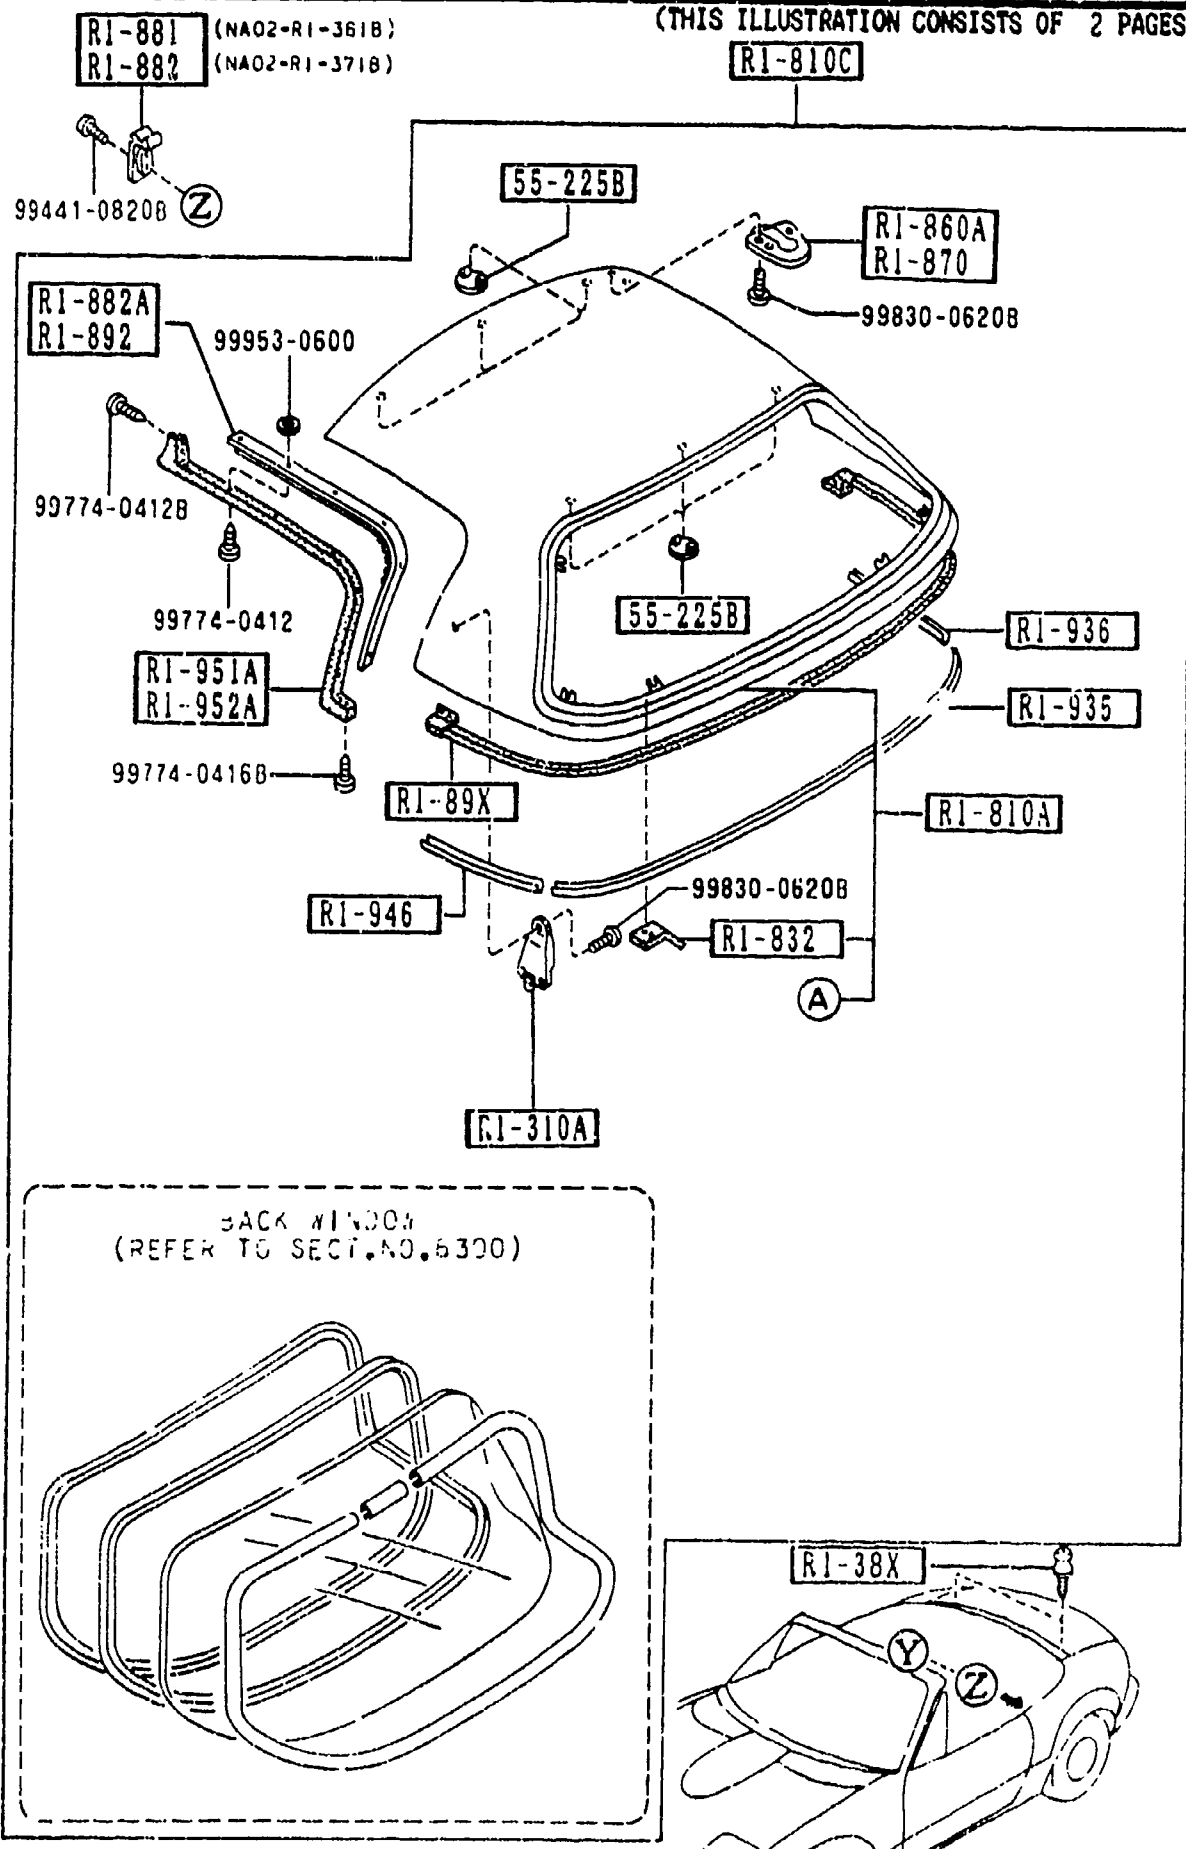 (THIS ILLUSTRATION CONSISTS OF 2 PAGES
R1-881 (NA02-R1-361B)
R1-882 (NA02-R1-371B)
R1-810C
99441-0820B
Z
55-225B
R1-860A
R1-870
99830-0620B
R1-882A
R1-892
99953-0600
99774-0412B
99774-0412
55-225B
R1-936
R1-951A
R1-952A
R1-935
99774-0416B
R1-89X
R1-810A
R1-946
99830-0620B
R1-832
A
R1-310A
BACK WINDOW
(REFER TO SECT.NO.6300)
R1-38X
Y
Z